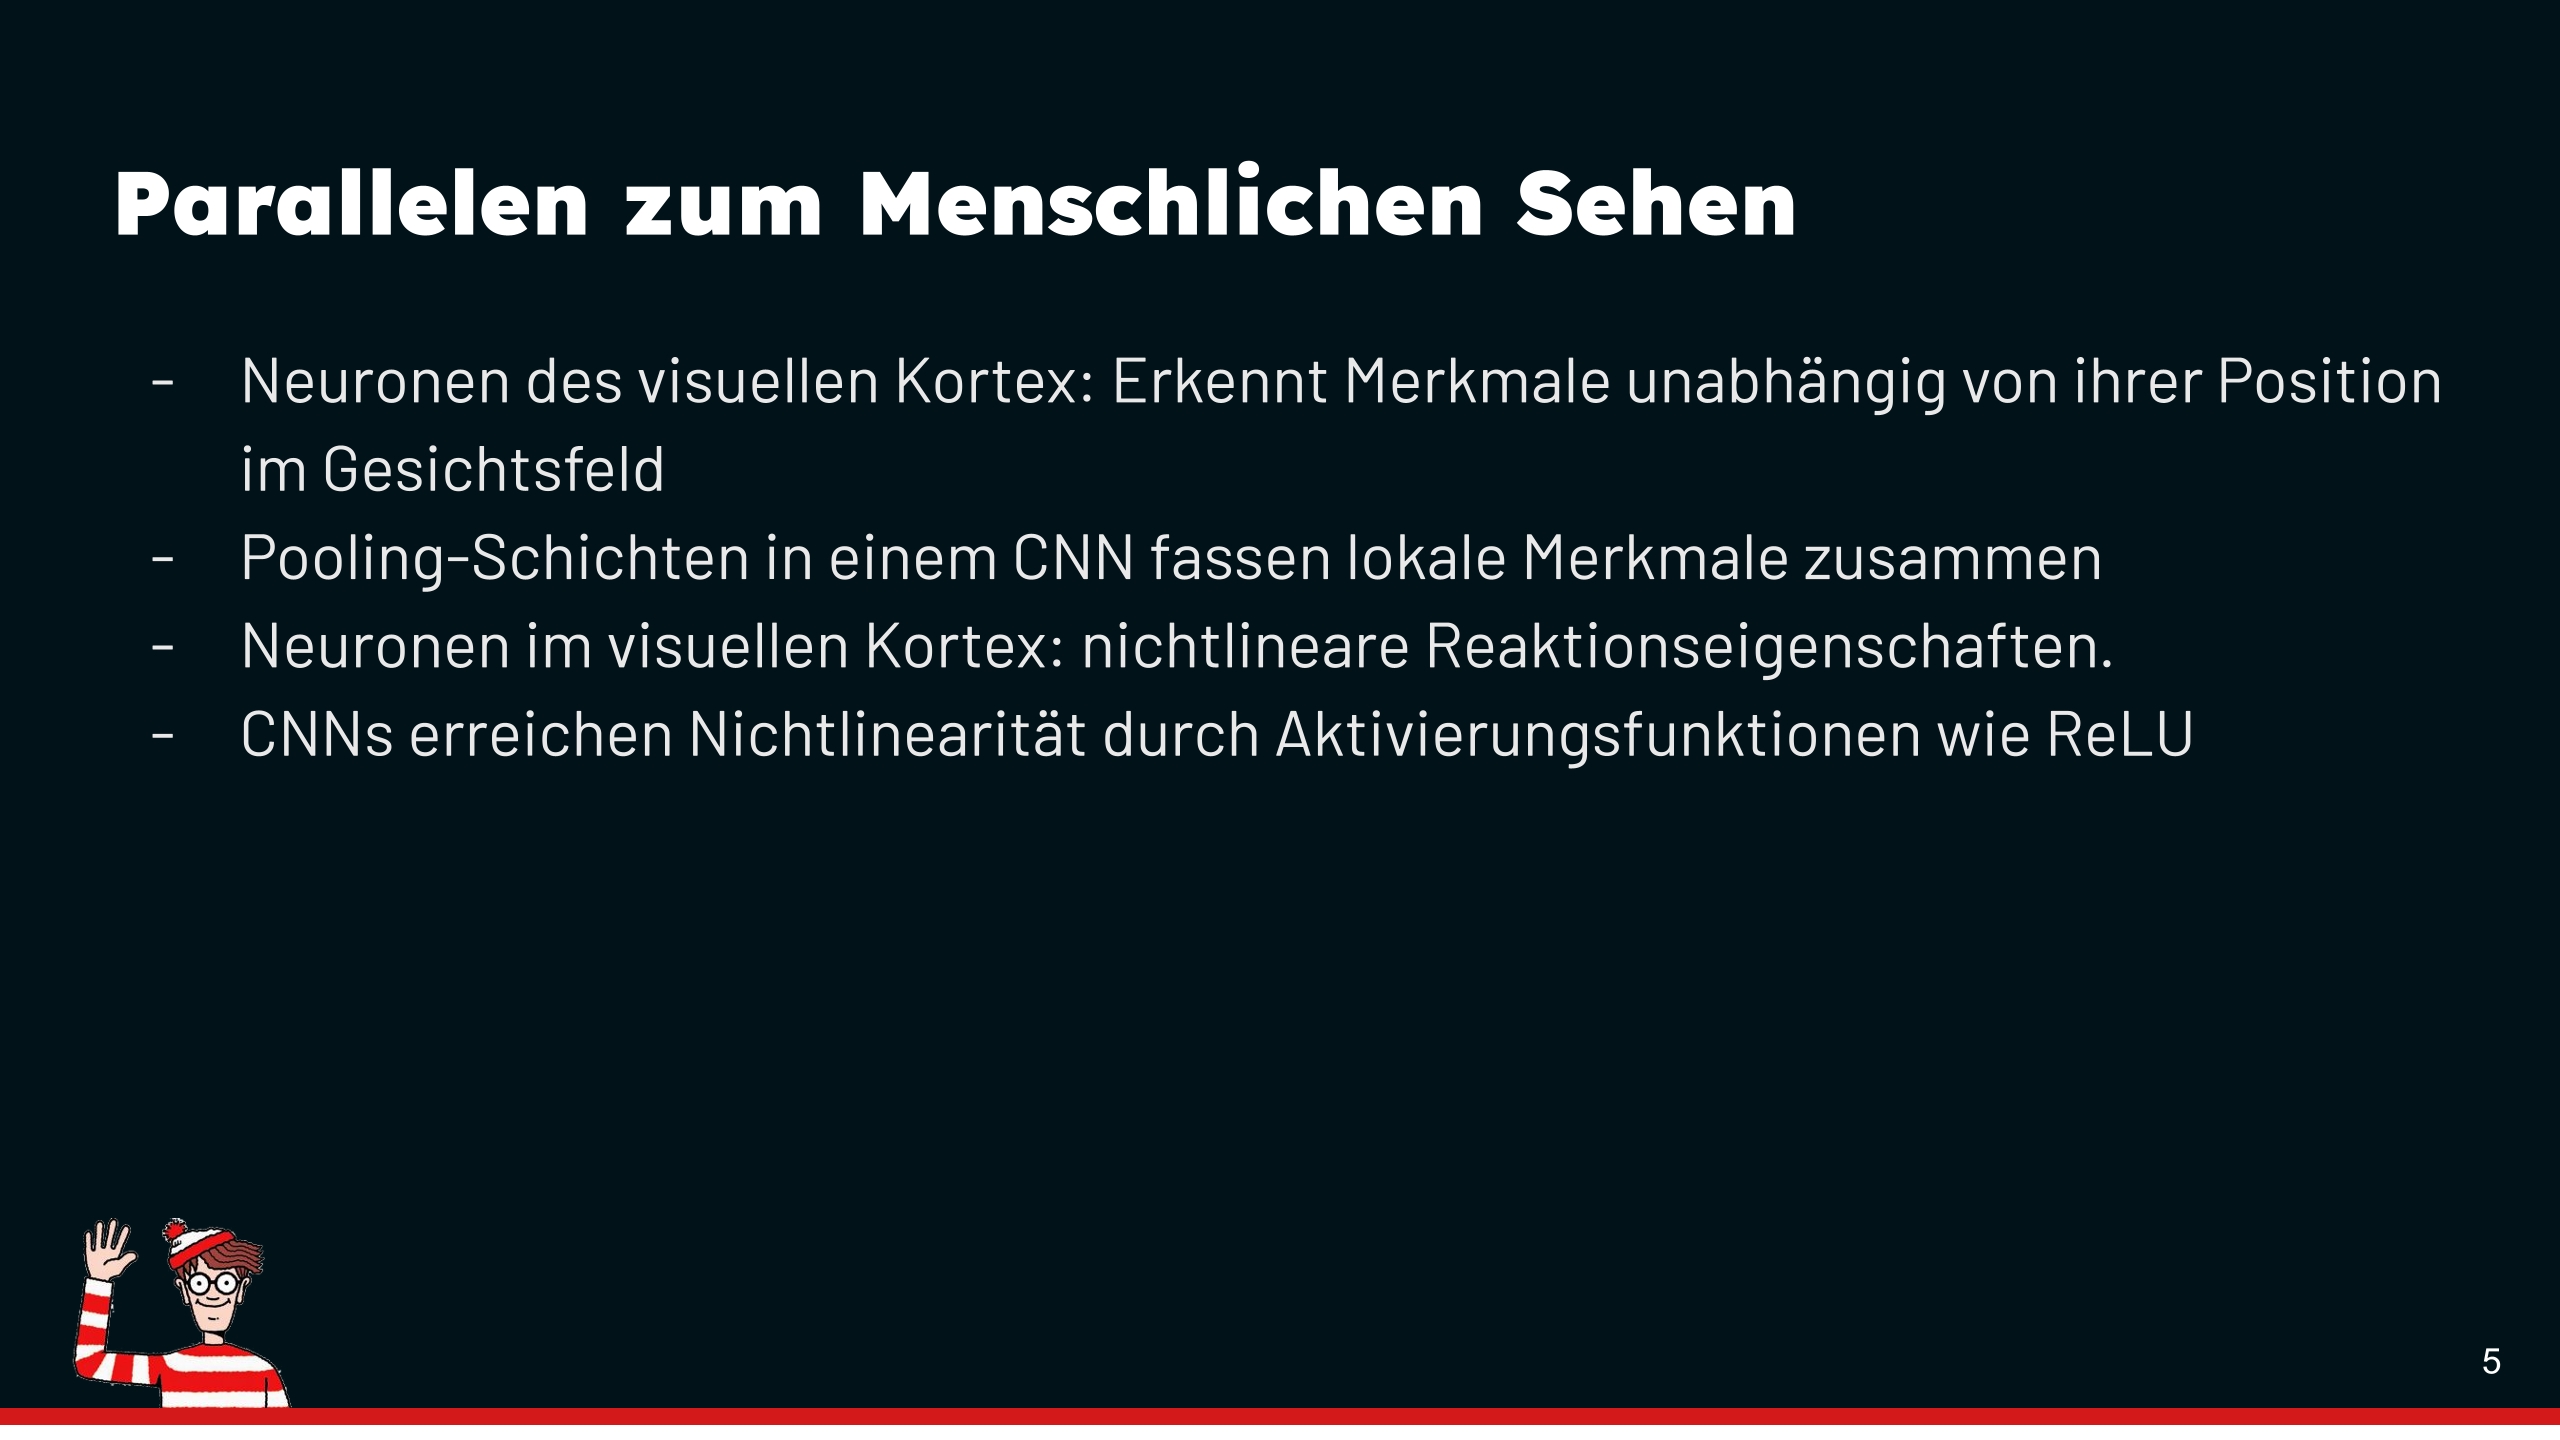 Parallelen zum Menschlichen Sehen
- Neuronen des visuellen Kortex: Erkennt Merkmale unabhängig von ihrer Position
im Gesichtsfeld
- Pooling-Schichten in einem CNN fassen lokale Merkmale zusammen
- Neuronen im visuellen Kortex: nichtlineare Reaktionseigenschaften.
- CNNs erreichen Nichtlinearität durch Aktivierungsfunktionen wie ReLU
5